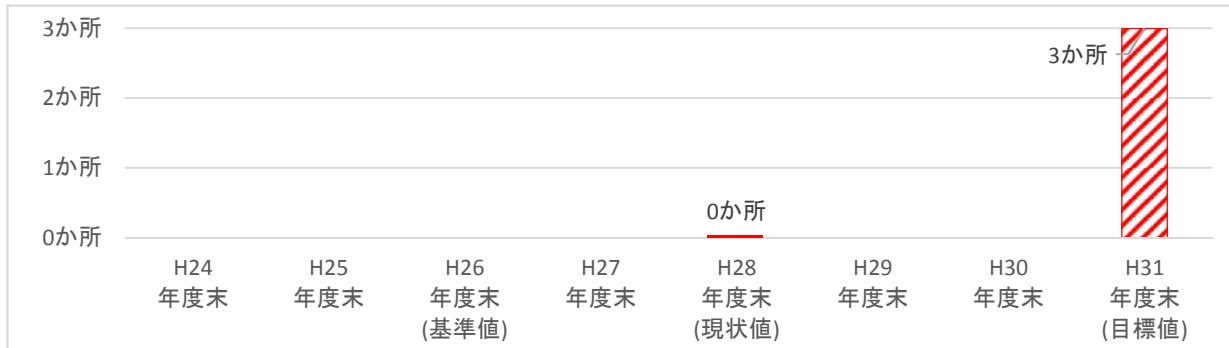 3か所
2か所
1か所
0か所
3か所
0か所
H24
年度末
H25
年度末
H26
年度末
(基準値)
H27
年度末
H28
年度末
(現状値)
H29
年度末
H30
年度末
H31
年度末
(目標値)